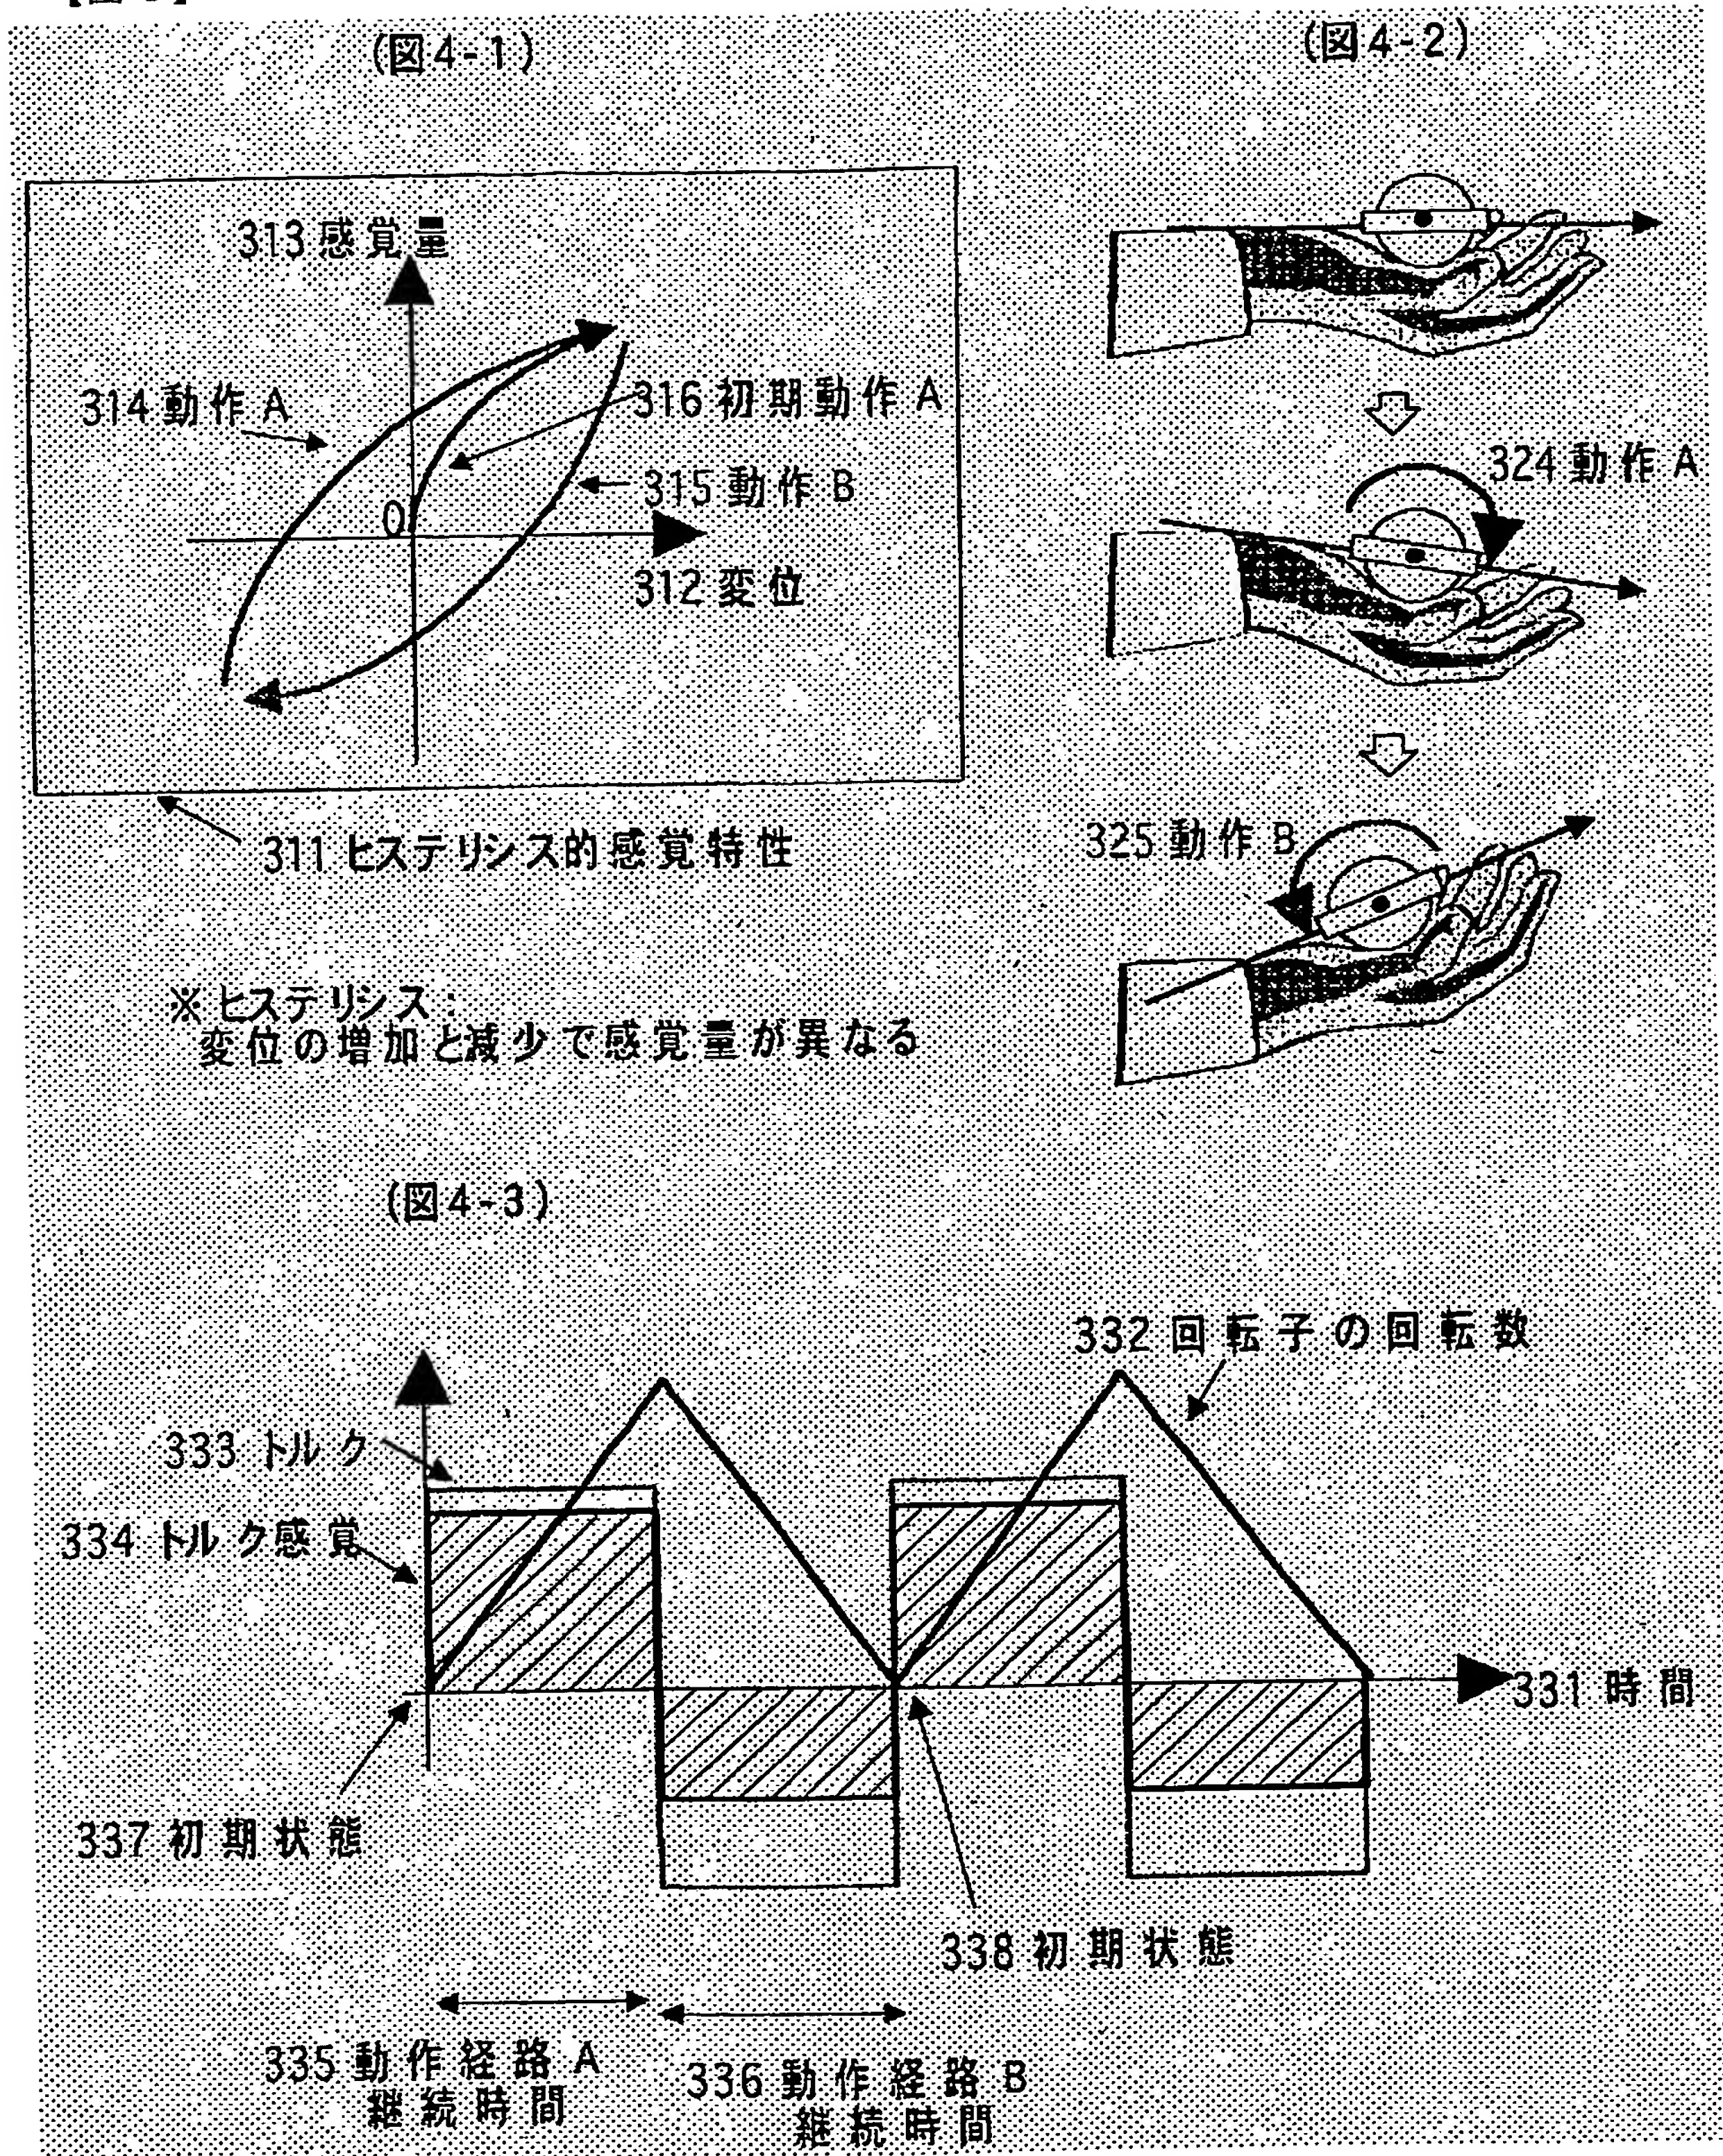 (図4-1)
313 感覚量
314 動作 A
316 初期動作 A
315 動作 B
0
312 変位
311 ヒステリシス的感覚特性
※ヒステリシス:
変位の増加と減少で感覚量が異なる
(図4-2)
324 動作 A
325 動作 B
(図4-3)
332 回転子の回転数
333 トルク
334 トルク感覚
331 時間
337 初期状態
338 初期状態
335 動作経路 A
継続時間
336 動作経路 B
継続時間